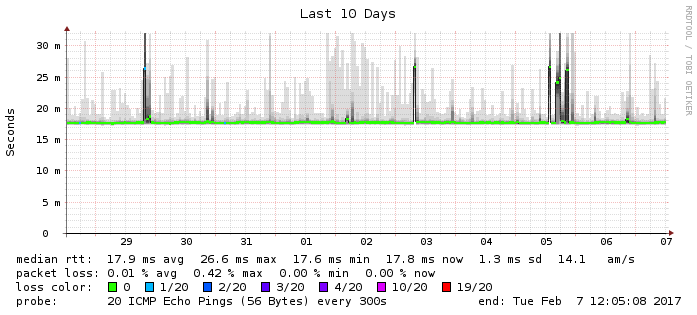 Last 10 Days
RRDTOOL / TOBI OETIKER
Seconds
30 m
25 m
20 m
15 m
10 m
5 m
0
29 30 31 01 02 03 04 05 06 07
median rtt: 17.9 ms avg 26.6 ms max 17.6 ms min 17.8 ms now 1.3 ms sd 14.1 am/s
packet loss: 0.01 % avg 0.42 % max 0.00 % min 0.00 % now
loss color: 0 1/20 2/20 3/20 4/20 10/20 19/20
probe: 20 ICMP Echo Pings (56 Bytes) every 300s end: Tue Feb 7 12:05:08 2017